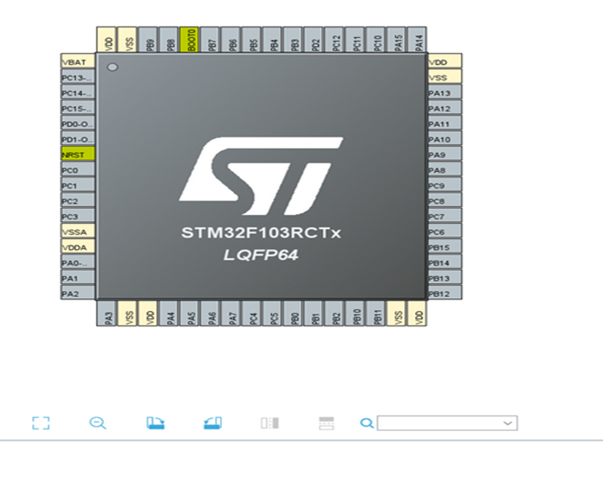 VDD
VSS
PB9
PB8
BOOT0
PB7
PB6
PB5
PB4
PB3
PD2
PC12
PC11
PC10
PA15
PA14
VBAT
PC13-..
PC14-..
PC15-..
PD0-O..
PD1-O..
NRST
PC0
PC1
PC2
PC3
VSSA
VDDA
PA0-..
PA1
PA2
VDD
VSS
PA13
PA12
PA11
PA10
PA9
PA8
PC9
PC8
PC7
PC6
PB15
PB14
PB13
PB12
ST
STM32F103RCTx
LQFP64
PA3
VSS
VDD
PA4
PA5
PA6
PA7
PC4
PC5
PB0
PB1
PB2
PB10
PB11
VSS
VDD